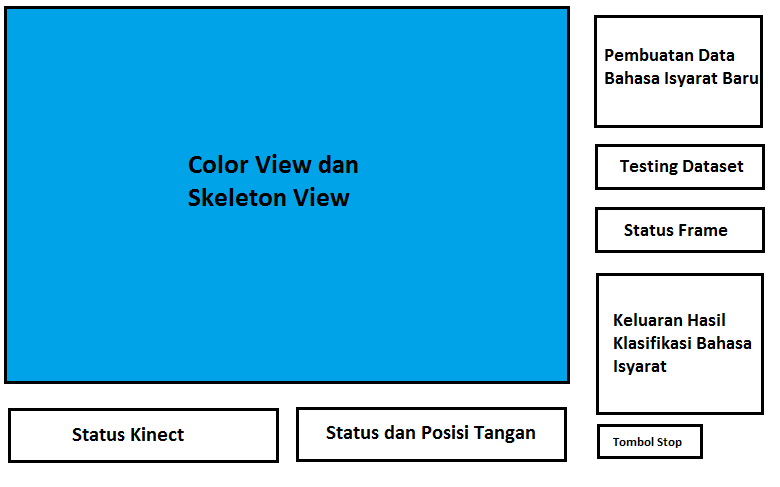 Color View dan
Skeleton View
Pembuatan Data
Bahasa Isyarat Baru
Testing Dataset
Status Frame
Keluaran Hasil
Klasifikasi Bahasa
Isyarat
Status Kinect
Status dan Posisi Tangan
Tombol Stop